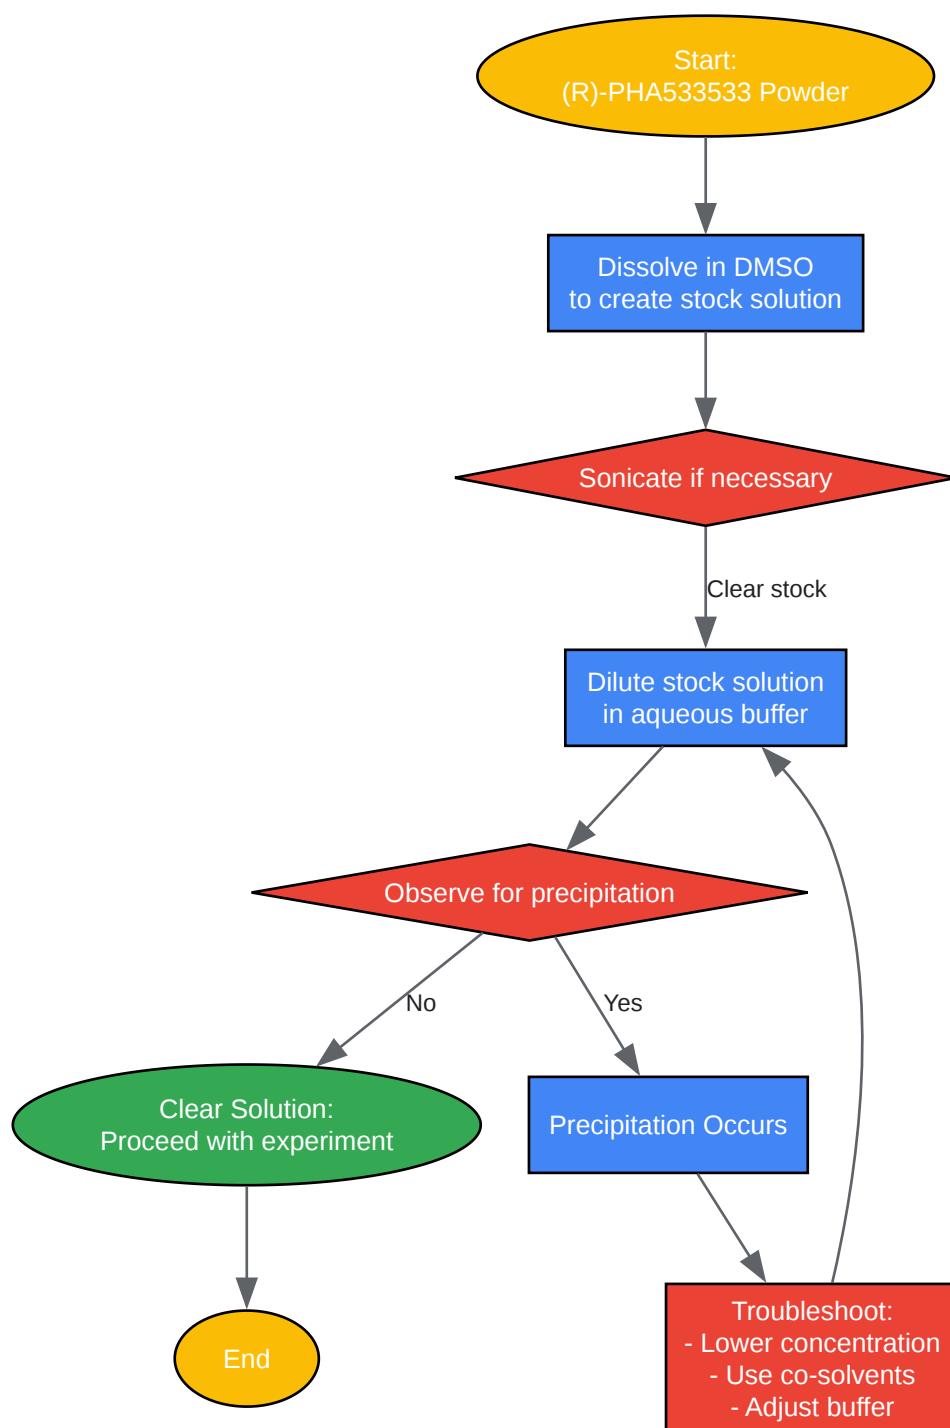 Start:
(R)-PHA533533 Powder
Dissolve in DMSO
to create stock solution
Sonicate if necessary
Clear stock
Dilute stock solution
in aqueous buffer
Observe for precipitation
No
Yes
Clear Solution:
Proceed with experiment
Precipitation Occurs
End
Troubleshoot:
- Lower concentration
- Use co-solvents
- Adjust buffer